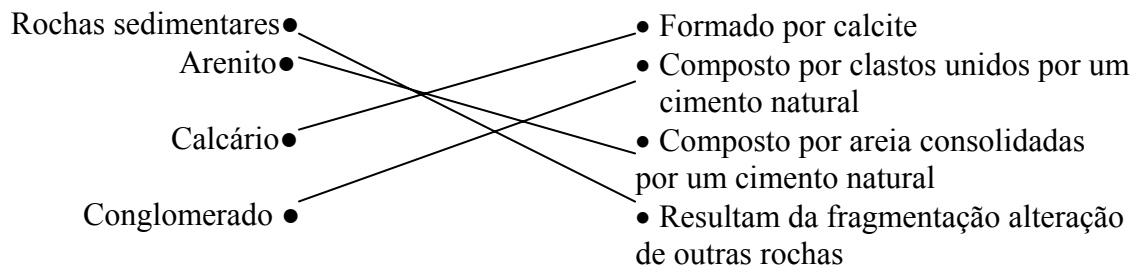 Rochas sedimentares●
Arenito●
Calcário●
Conglomerado ●
● Formado por calcite
● Composto por clastos unidos por um
cimento natural
● Composto por areia consolidadas
por um cimento natural
● Resultam da fragmentação alteração
de outras rochas